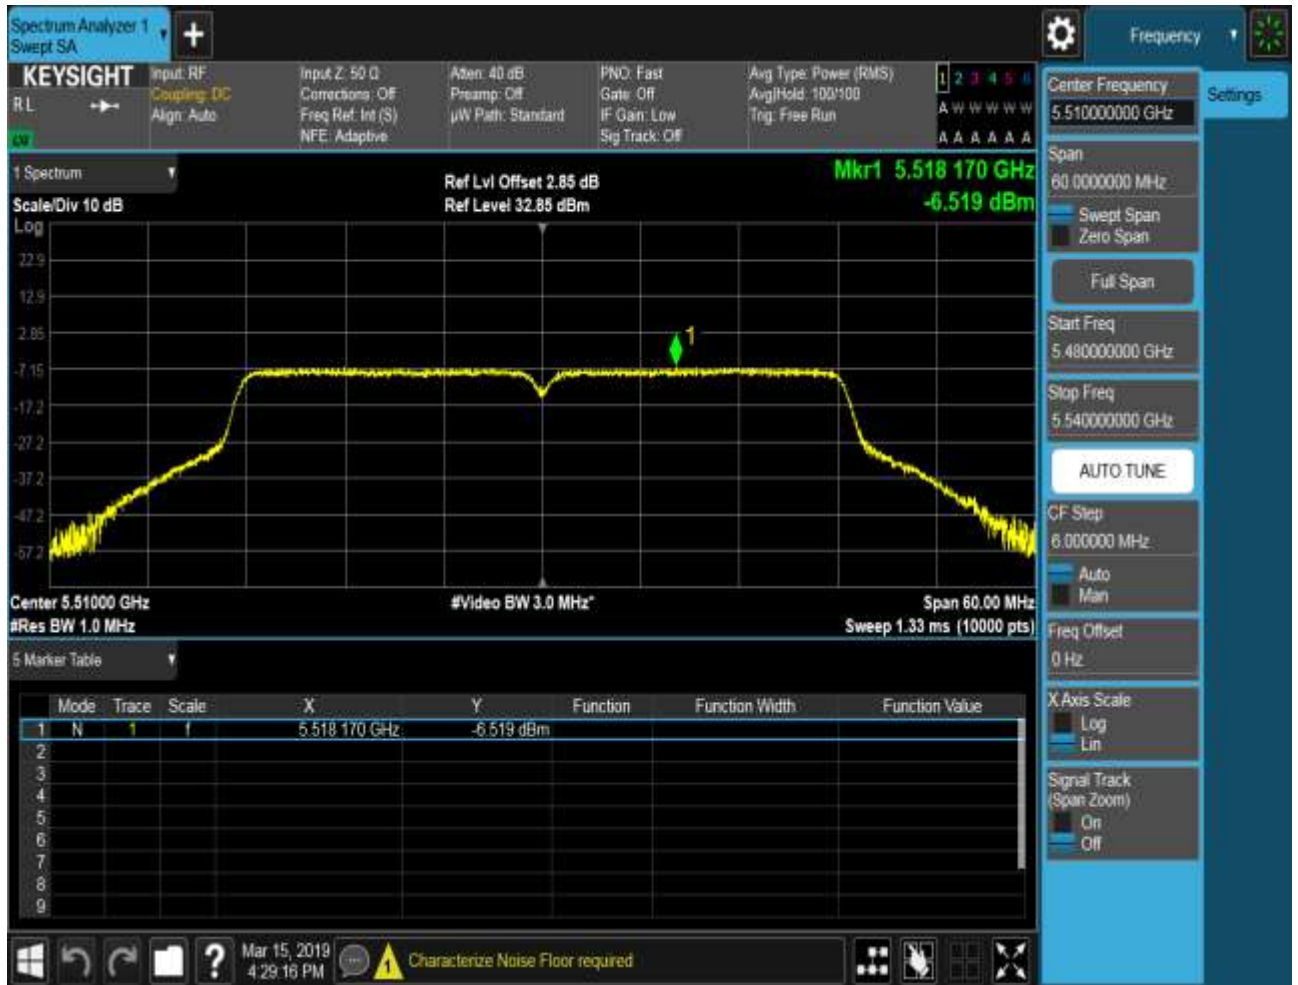 Spectrum Analyzer 1
Swept SA
+
Frequency
KEYSIGHT
RL
Input: RF
Coupling: DC
Align: Auto
Input Z: 50 Ω
Corrections: Off
Freq Ref: Int (S)
NFE: Adaptive
Atten: 40 dB
Preamp: Off
µW Path: Standard
PNO: Fast
Gate: Off
IF Gain: Low
Sig Track: Off
Avg Type: Power (RMS)
Avg|Hold: 100/100
Trig: Free Run
1 2 3 4 5 6
A W W W W W
A A A A A A
1 Spectrum
Scale/Div 10 dB
Ref Lvl Offset 2.85 dB
Ref Level 32.85 dBm
Mkr1 5.518 170 GHz
-6.519 dBm
Log
22.9
12.9
2.85
-7.15
-17.2
-27.2
-37.2
-47.2
-57.2
1
Center 5.51000 GHz
#Res BW 1.0 MHz
#Video BW 3.0 MHz*
Span 60.00 MHz
Sweep 1.33 ms (10000 pts)
5 Marker Table
Mode Trace Scale X Y Function Function Width Function Value
1 N 1 f 5.518 170 GHz -6.519 dBm
2
3
4
5
6
7
8
9
Mar 15, 2019
4:29:16 PM
?
1
Characterize Noise Floor required
Center Frequency
5.510000000 GHz
Settings
Span
60.0000000 MHz
Swept Span
Zero Span
Full Span
Start Freq
5.480000000 GHz
Stop Freq
5.540000000 GHz
AUTO TUNE
CF Step
6.000000 MHz
Auto
Man
Freq Offset
0 Hz
X Axis Scale
Log
Lin
Signal Track
(Span Zoom)
On
Off